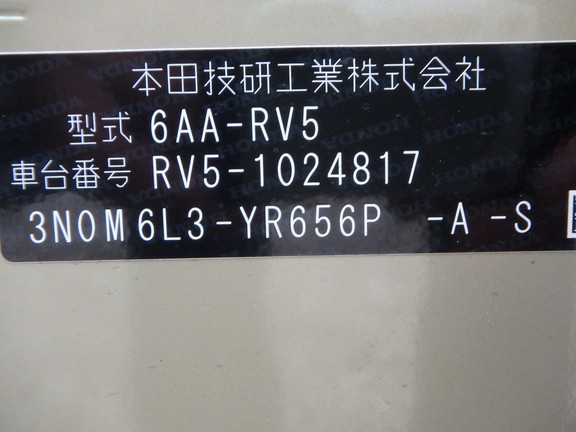 本田技研工業株式会社
型式 6AA-RV5
車台番号 RV5-1024817
3N0M6L3-YR656P -A -S